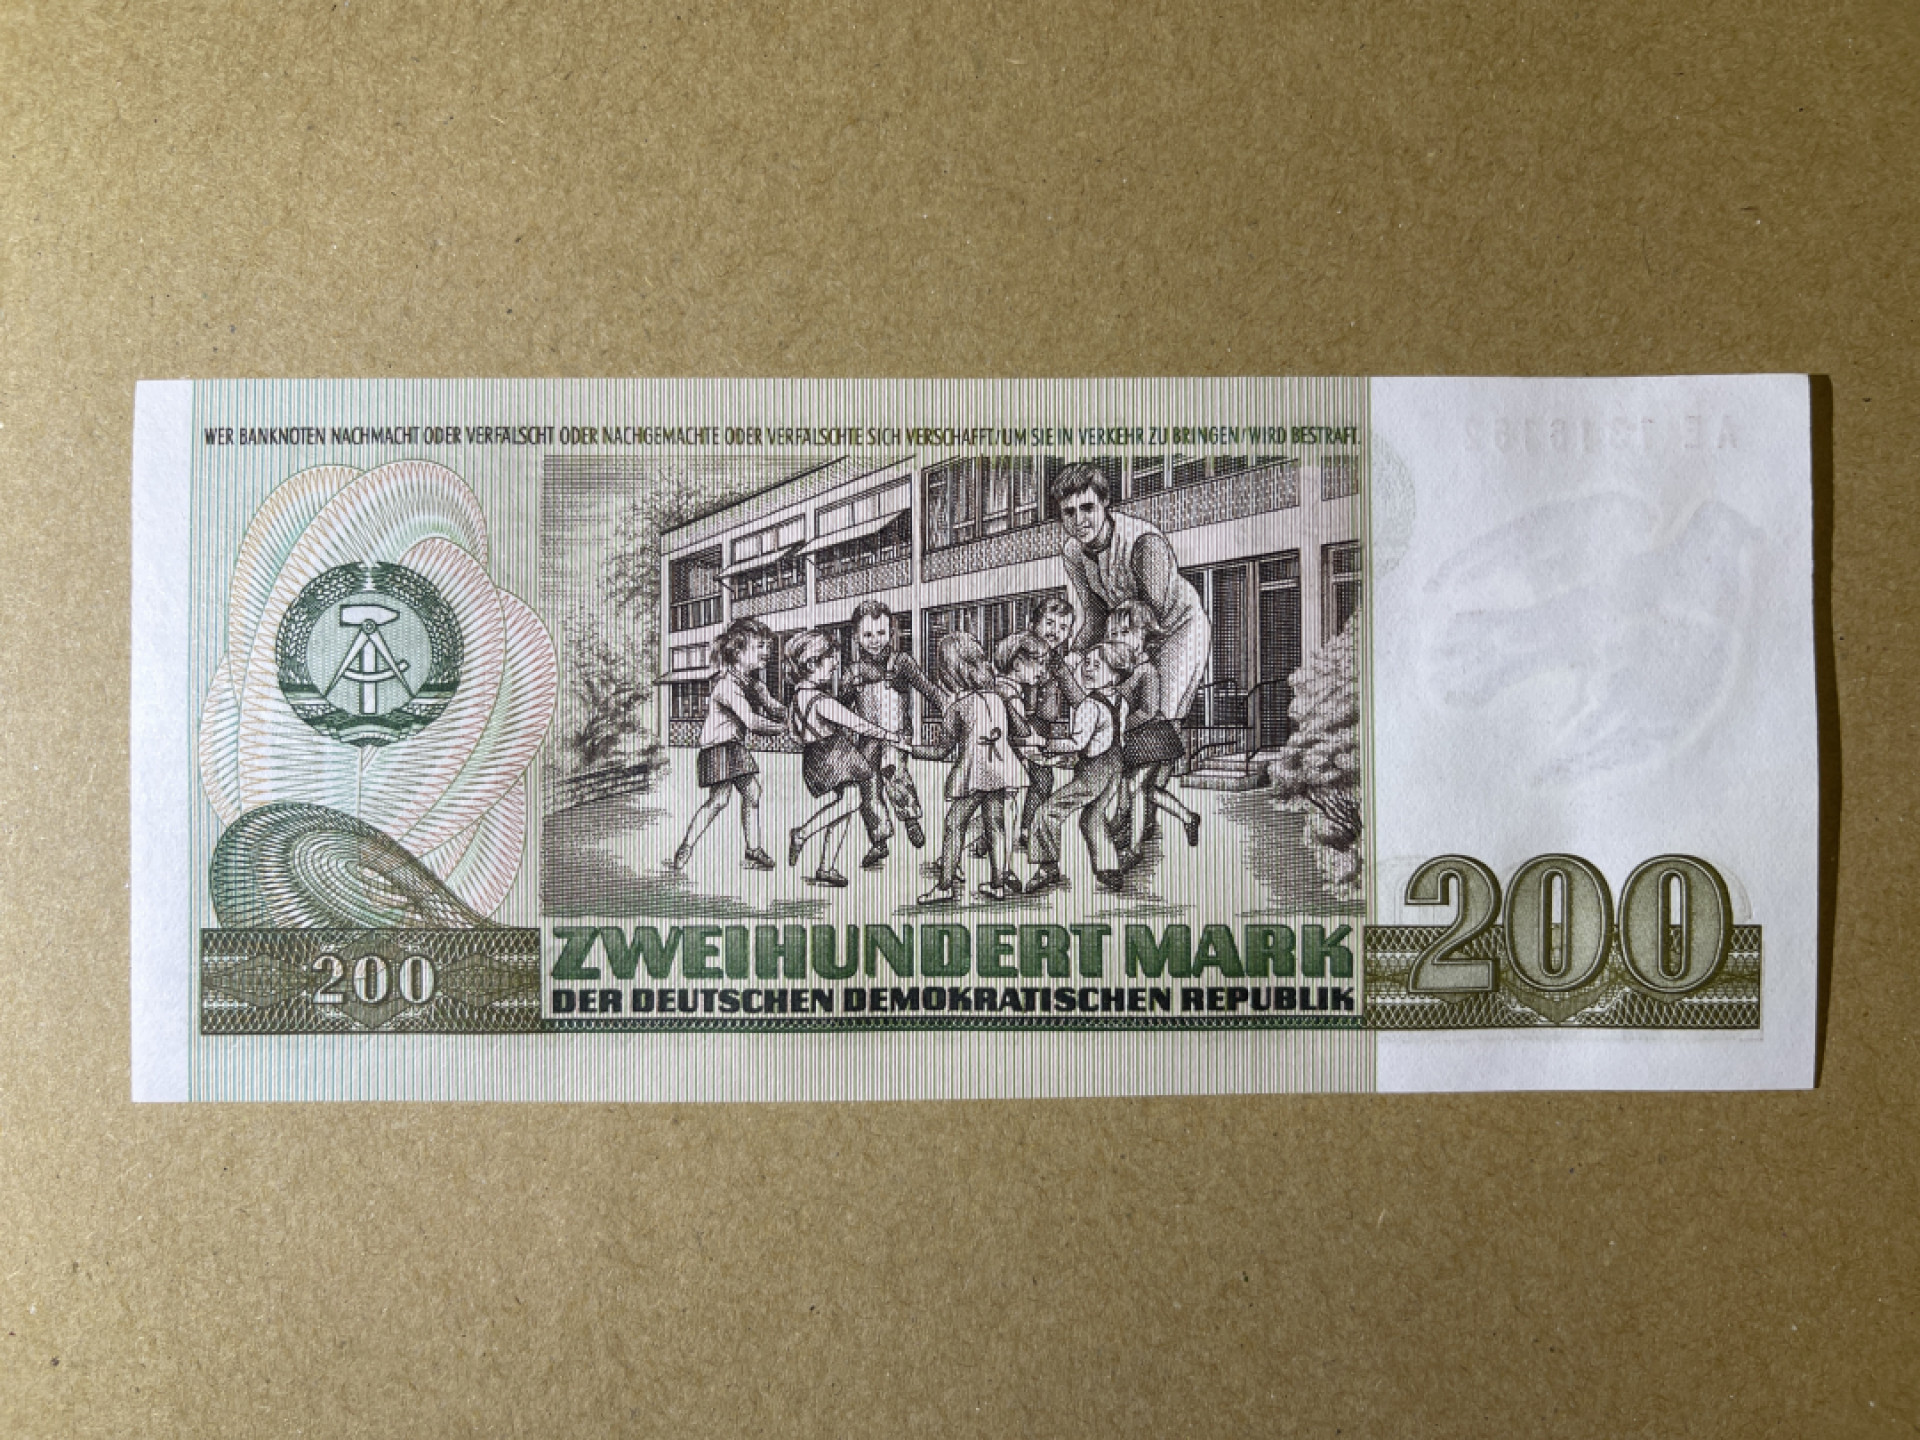 WER BANKNOTEN NACHMACHT ODER VERFÄLSCHT ODER NACHGEMACHTE ODER VERFÄLSCHTE SICH VERSCHAFFT/UM SIE IN VERKEHR ZU BRINGEN/WIRD BESTRAFT.
200
ZWEIHUNDERT MARK
200
DER DEUTSCHEN DEMOKRATISCHEN REPUBLIK